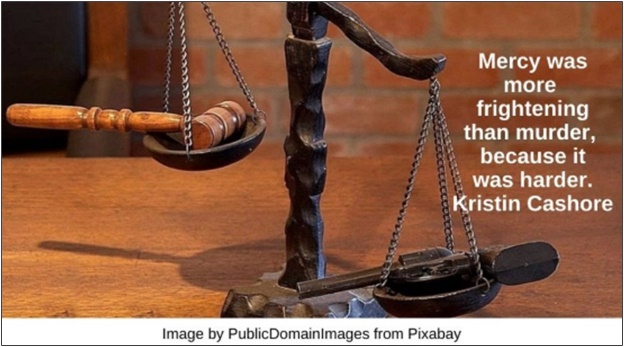 Mercy was
more
frightening
than murder,
because it
was harder.
Kristin Cashore
Image by PublicDomainImages from Pixabay